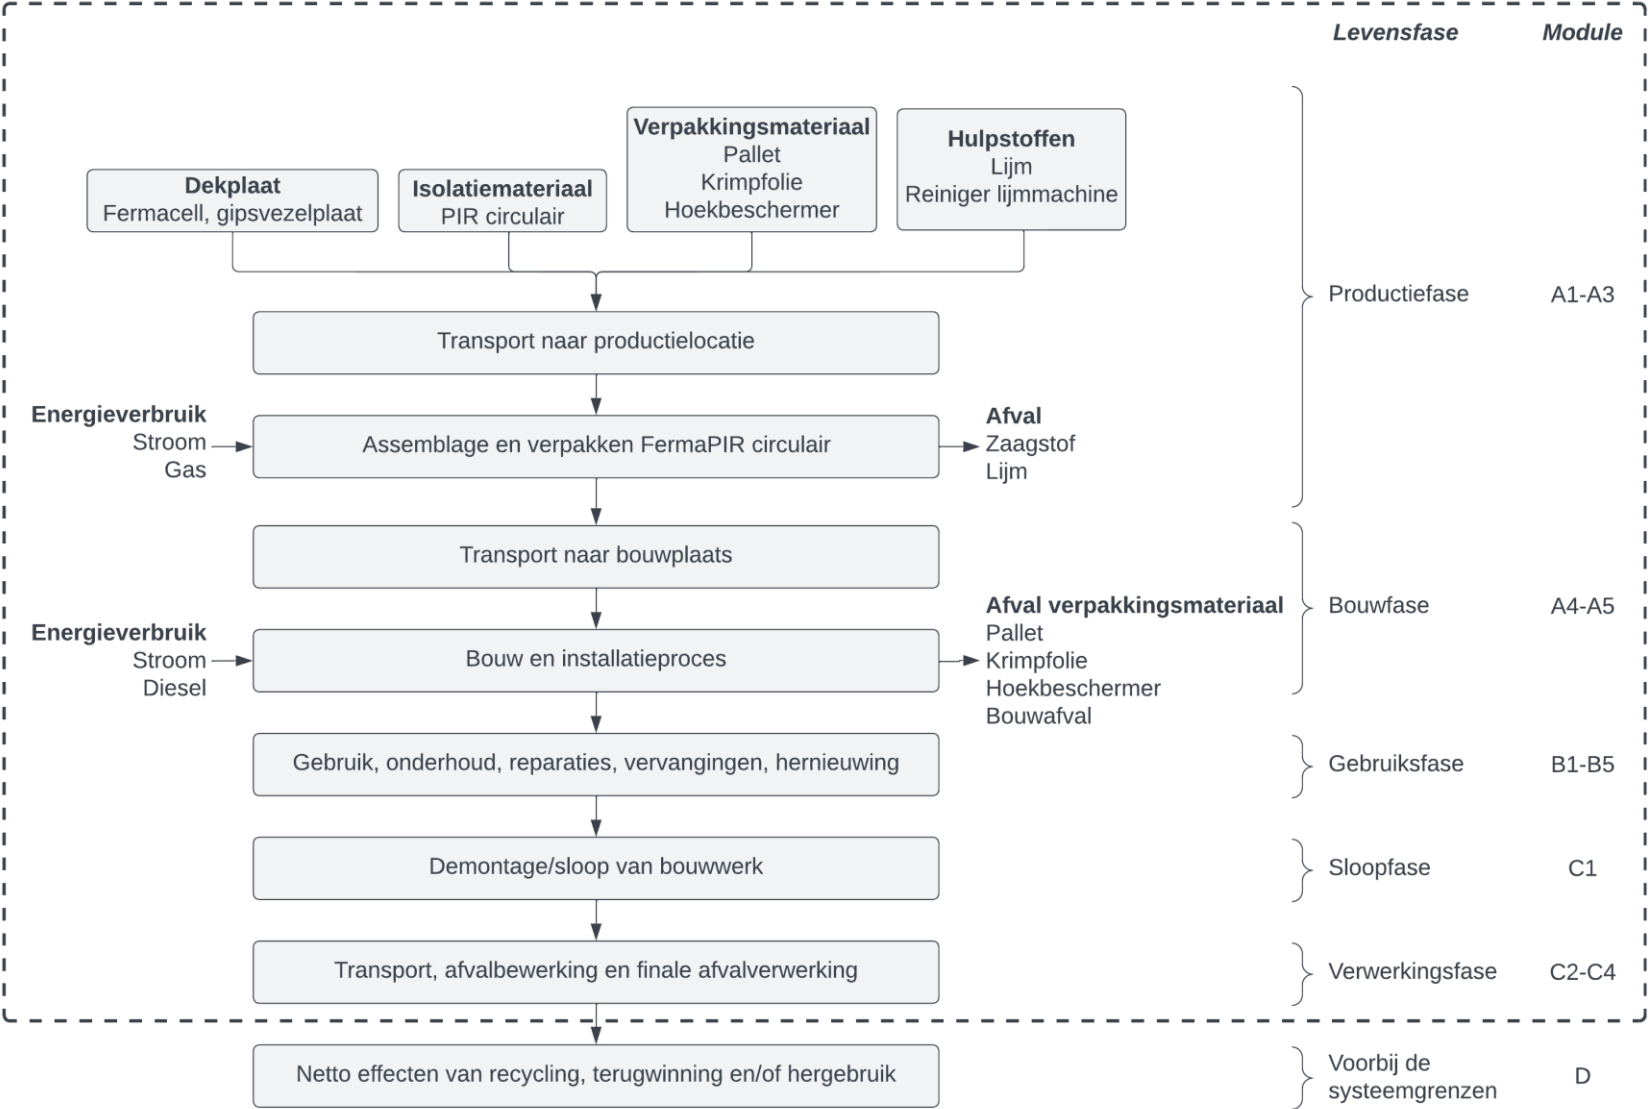 Levensfase Module
Dekplaat
Fermacell, gipsvezelplaat
Isolatiemateriaal
PIR circulair
Verpakkingsmateriaal
Pallet
Krimpfolie
Hoekbeschermer
Hulpstoffen
Lijm
Reiniger lijmmachine
Transport naar productielocatie
Productiefase A1-A3
Energieverbruik
Stroom
Gas
Assemblage en verpakken FermaPIR circulair
Afval
Zaagstof
Lijm
Transport naar bouwplaats
Bouwfase A4-A5
Energieverbruik
Stroom
Diesel
Bouw en installatieproces
Afval verpakkingsmateriaal
Pallet
Krimpfolie
Hoekbeschermer
Bouwafval
Gebruik, onderhoud, reparaties, vervangingen, hernieuwing
Gebruiksfase B1-B5
Demontage/sloop van bouwwerk
Sloopfase C1
Transport, afvalbewerking en finale afvalverwerking
Verwerkingsfase C2-C4
Netto effecten van recycling, terugwinning en/of hergebruik
Voorbij de
systeemgrenzen
D